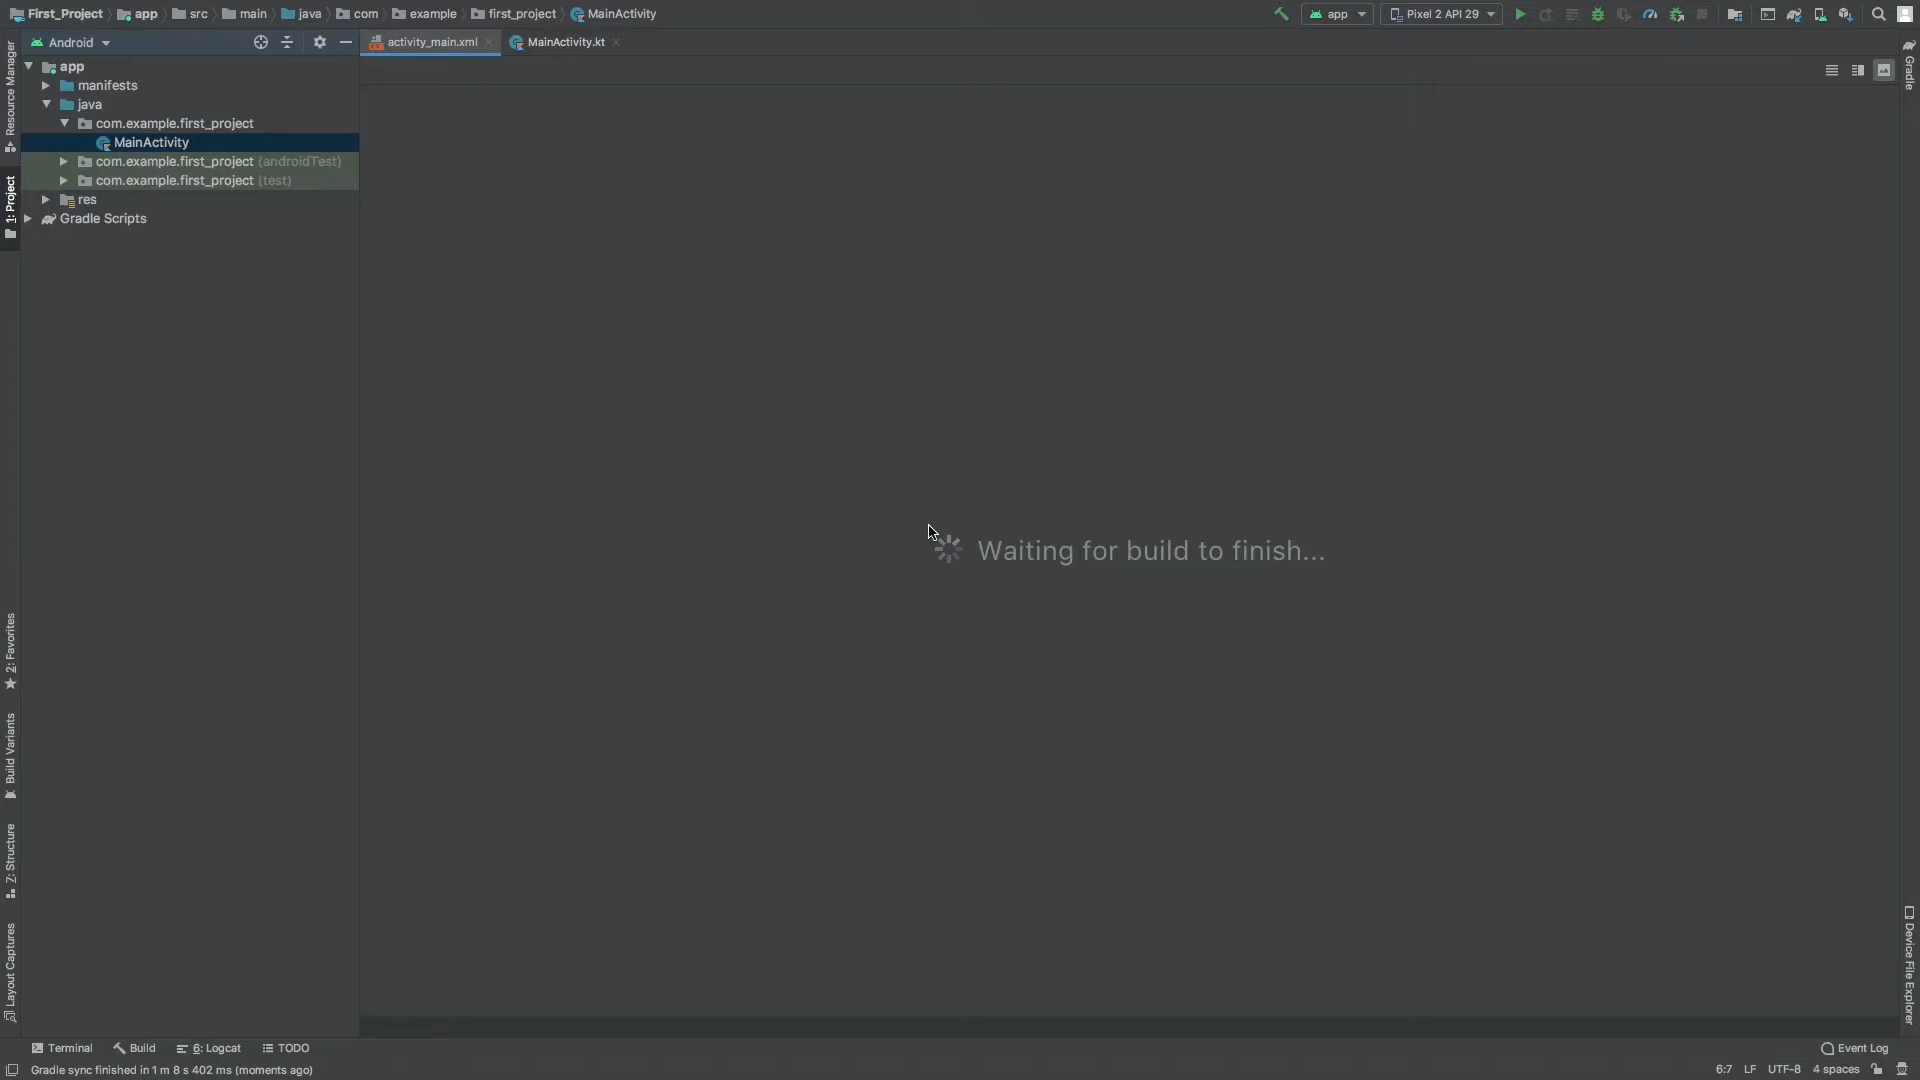 First_Project app src main java com example first_project MainActivity
app Pixel 2 API 29
Android
activity_main.xml MainActivity.kt
app
manifests
java
com.example.first_project
MainActivity
com.example.first_project (androidTest)
com.example.first_project (test)
res
Gradle Scripts
Resource Manager
1: Project
2: Favorites
Build Variants
7: Structure
Layout Captures
Gradle
Device File Explorer
Waiting for build to finish...
Terminal Build 6: Logcat TODO
Event Log
Gradle sync finished in 1 m 8 s 402 ms (moments ago)
6:7 LF UTF-8 4 spaces